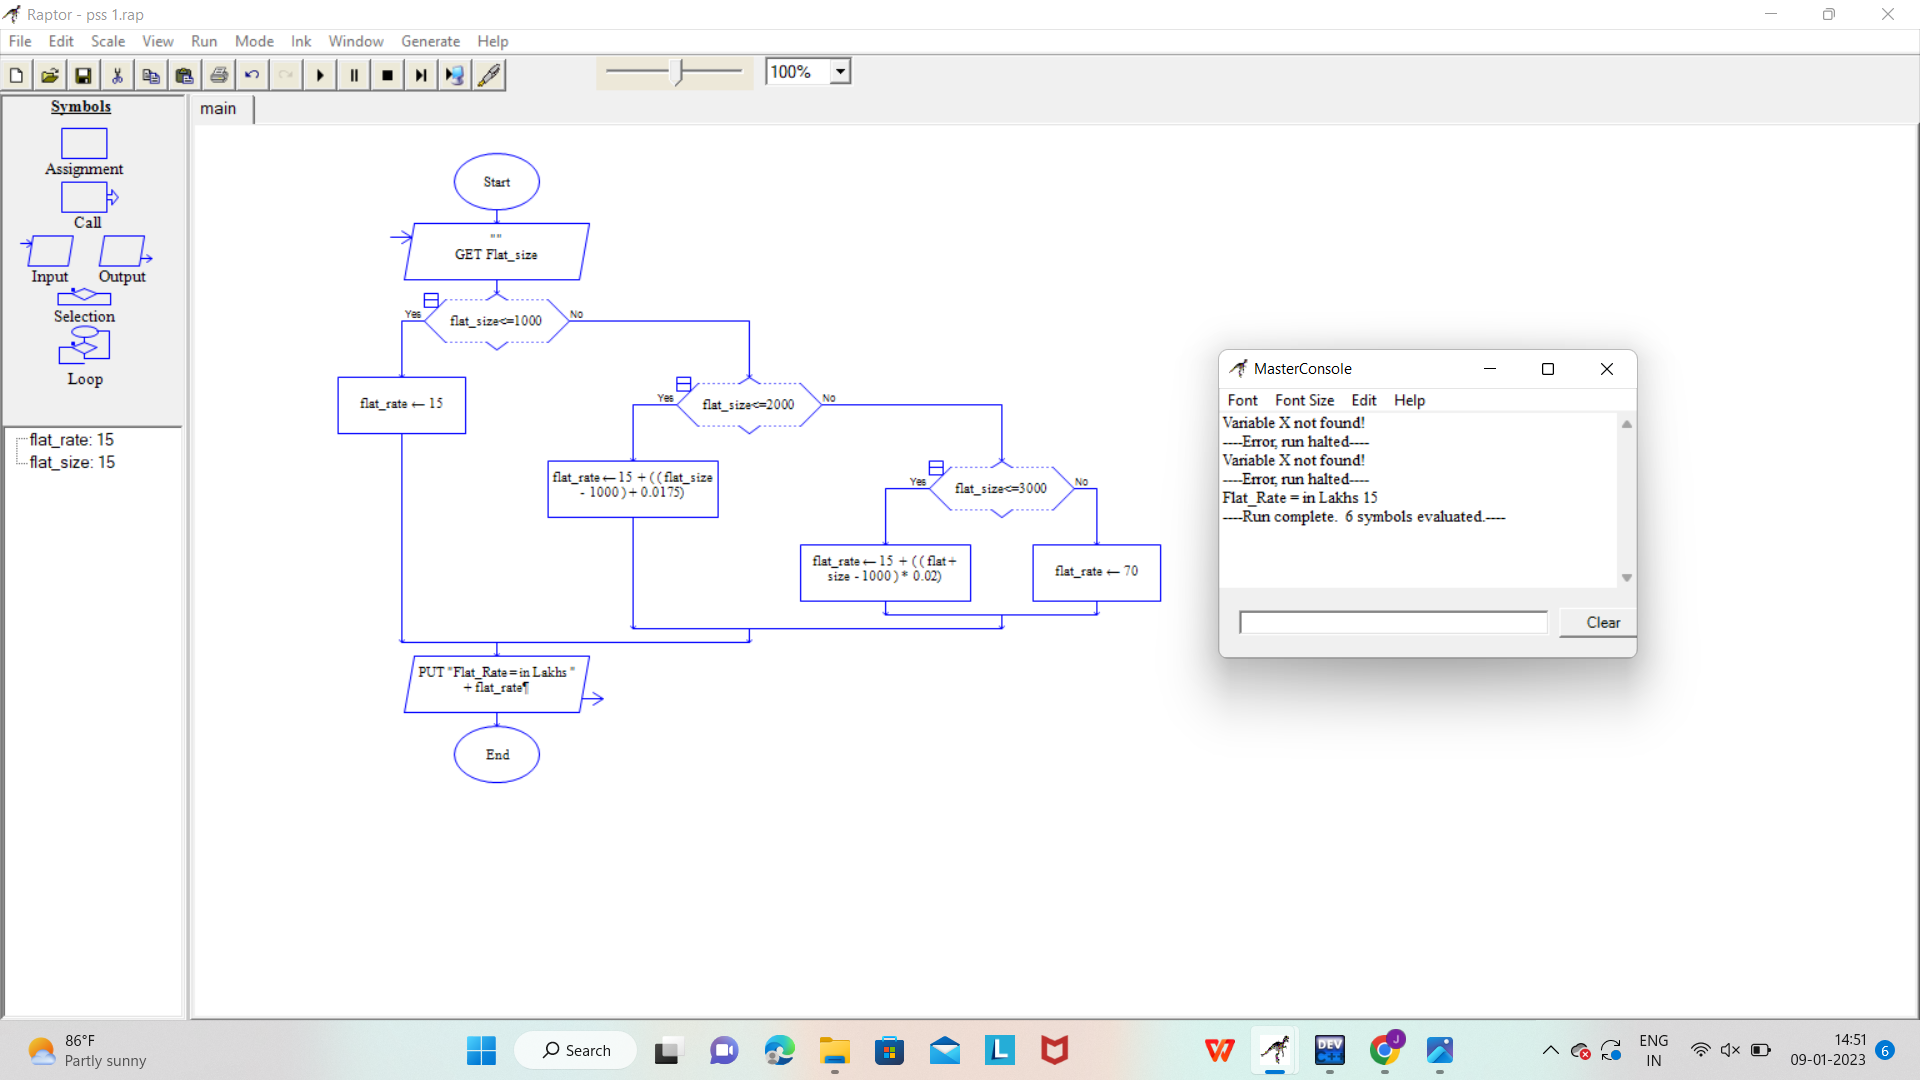 Raptor - pss 1.rap
File Edit Scale View Run Mode Ink Window Generate Help
100%
Symbols
main
Assignment
Call
Input Output
Selection
Loop
flat_rate: 15
flat_size: 15
Start
""
GET Flat_size
Yes
flat_size<=1000
No
flat_rate ← 15
Yes
flat_size<=2000
No
flat_rate ← 15 + ( ( flat_size
- 1000 ) + 0.0175)
Yes
flat_size<=3000
No
flat_rate ← 15 + ( ( flat +
size - 1000 ) * 0.02)
flat_rate ← 70
PUT "Flat_Rate = in Lakhs "
+ flat_rate¶
End
MasterConsole
Font Font Size Edit Help
Variable X not found!
----Error, run halted----
Variable X not found!
----Error, run halted----
Flat_Rate = in Lakhs 15
----Run complete. 6 symbols evaluated.----
Clear
86°F
Partly sunny
Search
L
W
DEV
C++
J
ENG
IN
14:51
09-01-2023
6